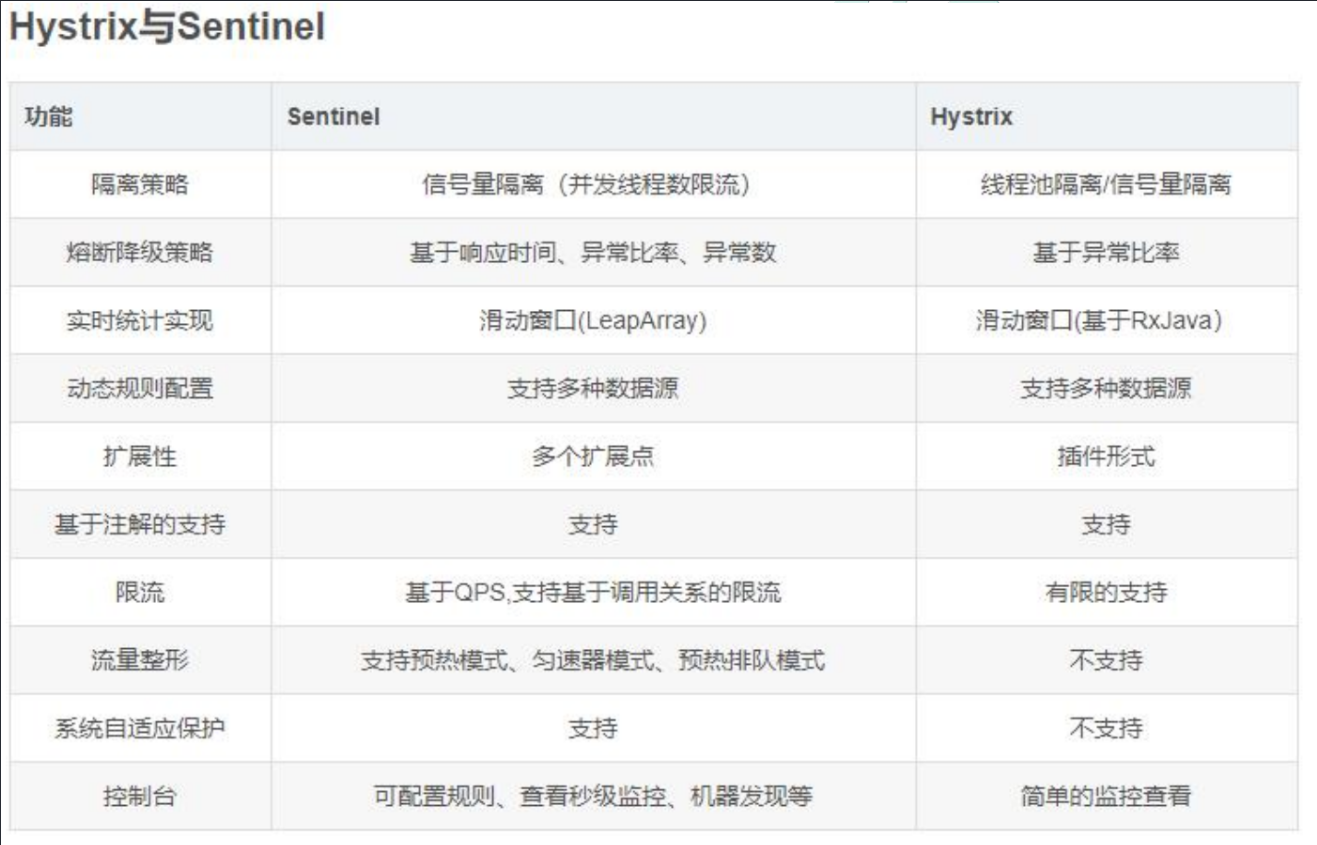 Hystrix与Sentinel
功能 Sentinel Hystrix
隔离策略 信号量隔离（并发线程数限流） 线程池隔离/信号量隔离
熔断降级策略 基于响应时间、异常比率、异常数 基于异常比率
实时统计实现 滑动窗口(LeapArray) 滑动窗口(基于RxJava）
动态规则配置 支持多种数据源 支持多种数据源
扩展性 多个扩展点 插件形式
基于注解的支持 支持 支持
限流 基于QPS,支持基于调用关系的限流 有限的支持
流量整形 支持预热模式、匀速器模式、预热排队模式 不支持
系统自适应保护 支持 不支持
控制台 可配置规则、查看秒级监控、机器发现等 简单的监控查看